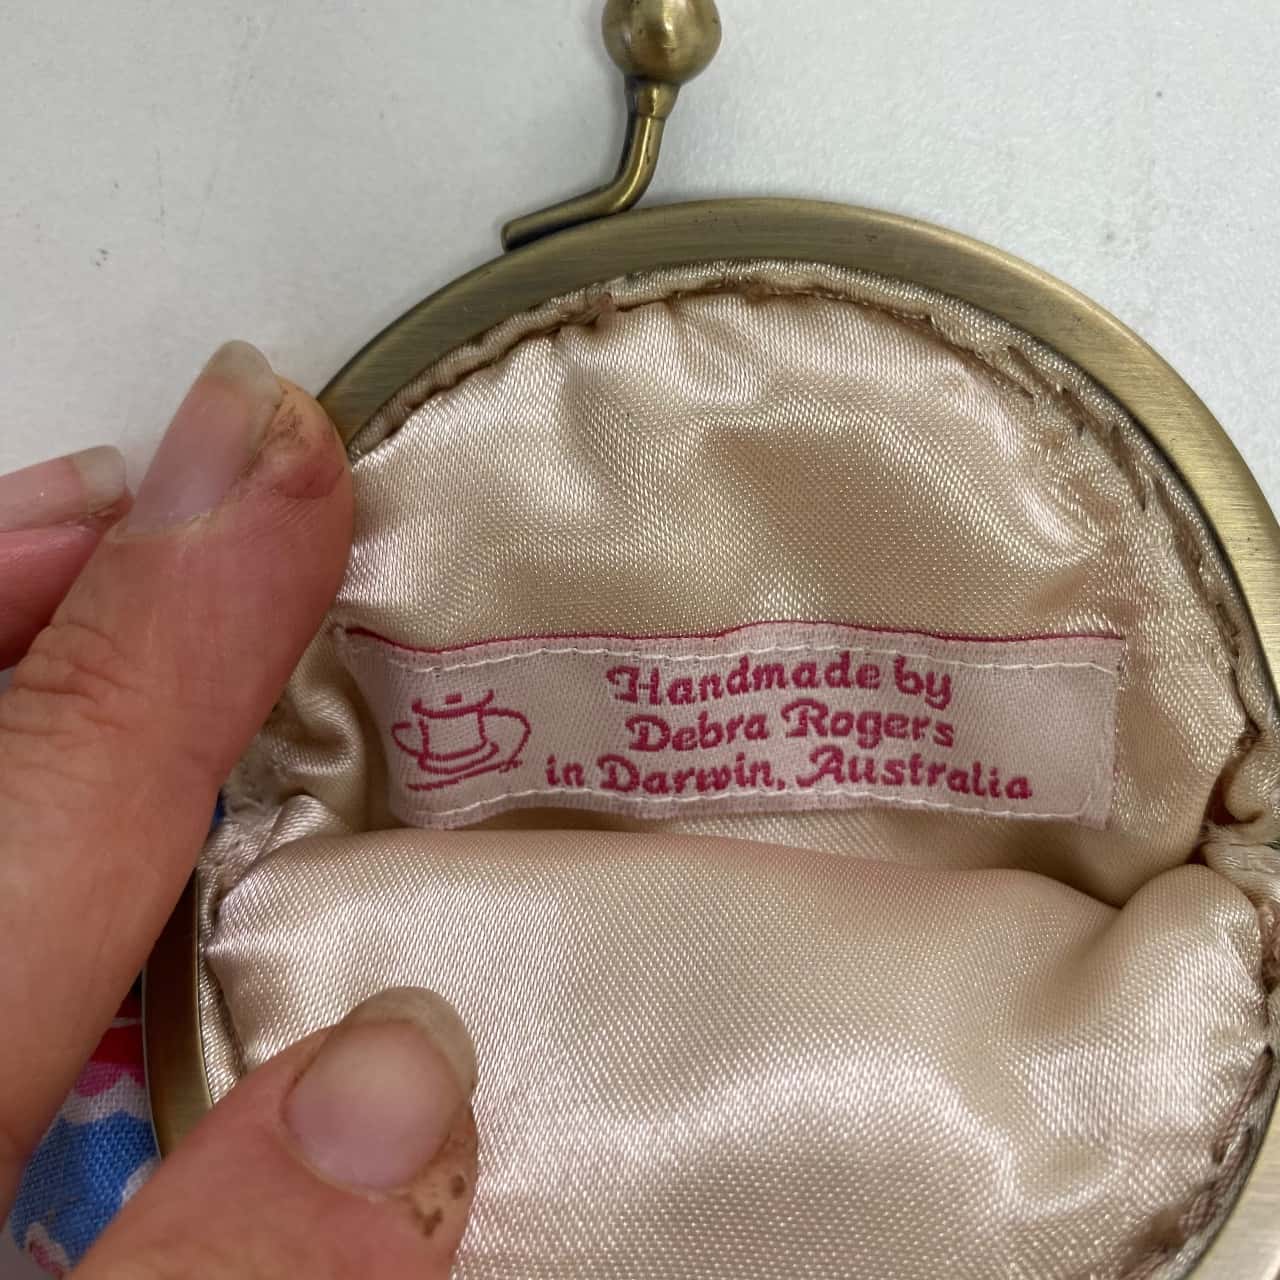 Handmade by
Debra Rogers
in Darwin, Australia